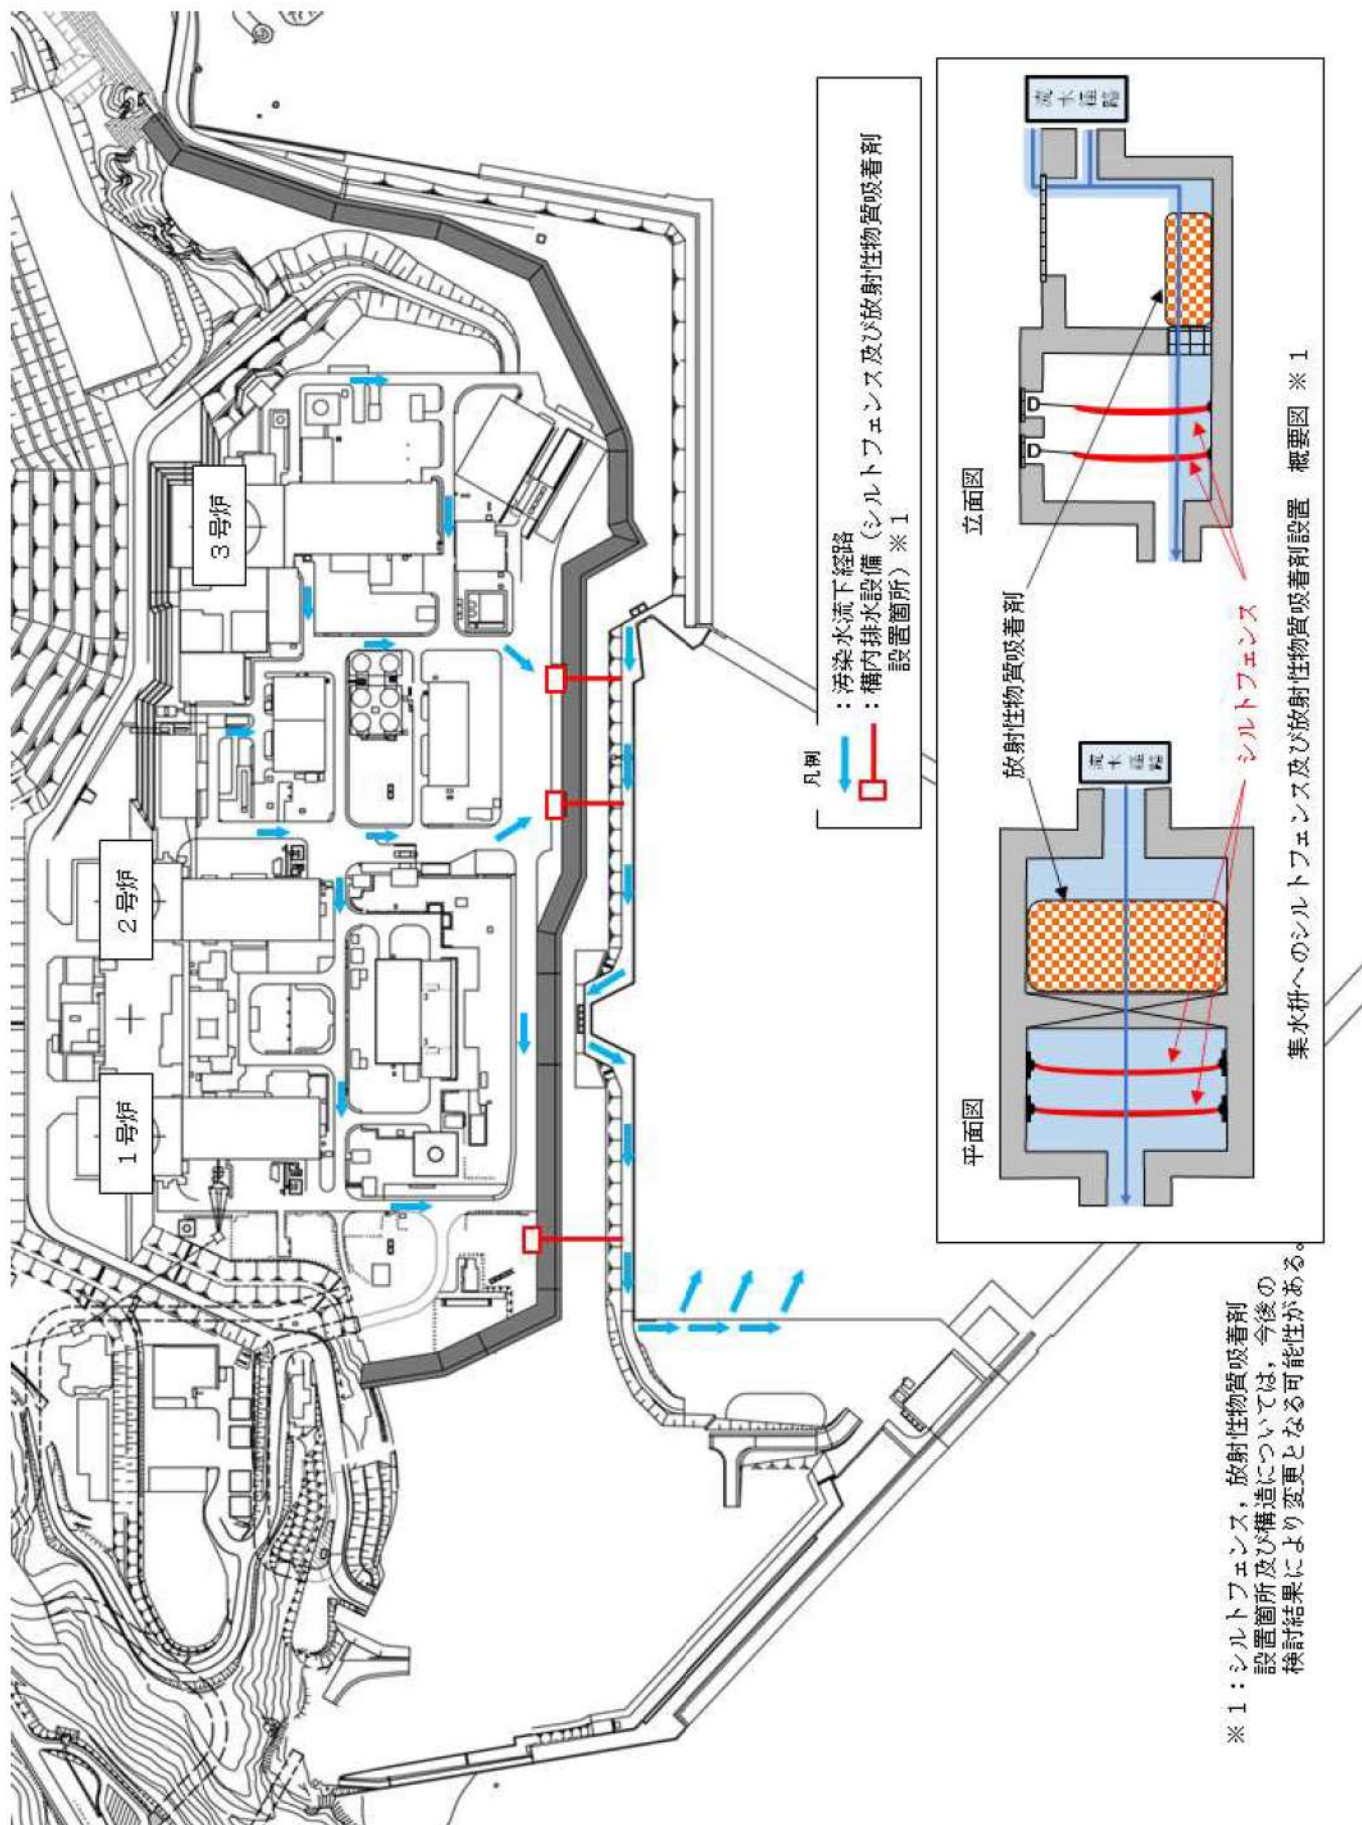 3号炉
2号炉
1号炉
凡例
：汚染水流下経路
：構内排水設備（シルトフェンス及び放射性物質吸着剤
設置箇所）※1
平面図
立面図
放射性物質吸着剤
流水経路
流水経路
シルトフェンス
集水枡へのシルトフェンス及び放射性物質吸着剤設置　概要図　※1
※1：シルトフェンス，放射性物質吸着剤
設置箇所及び構造については，今後の
検討結果により変更となる可能性がある。